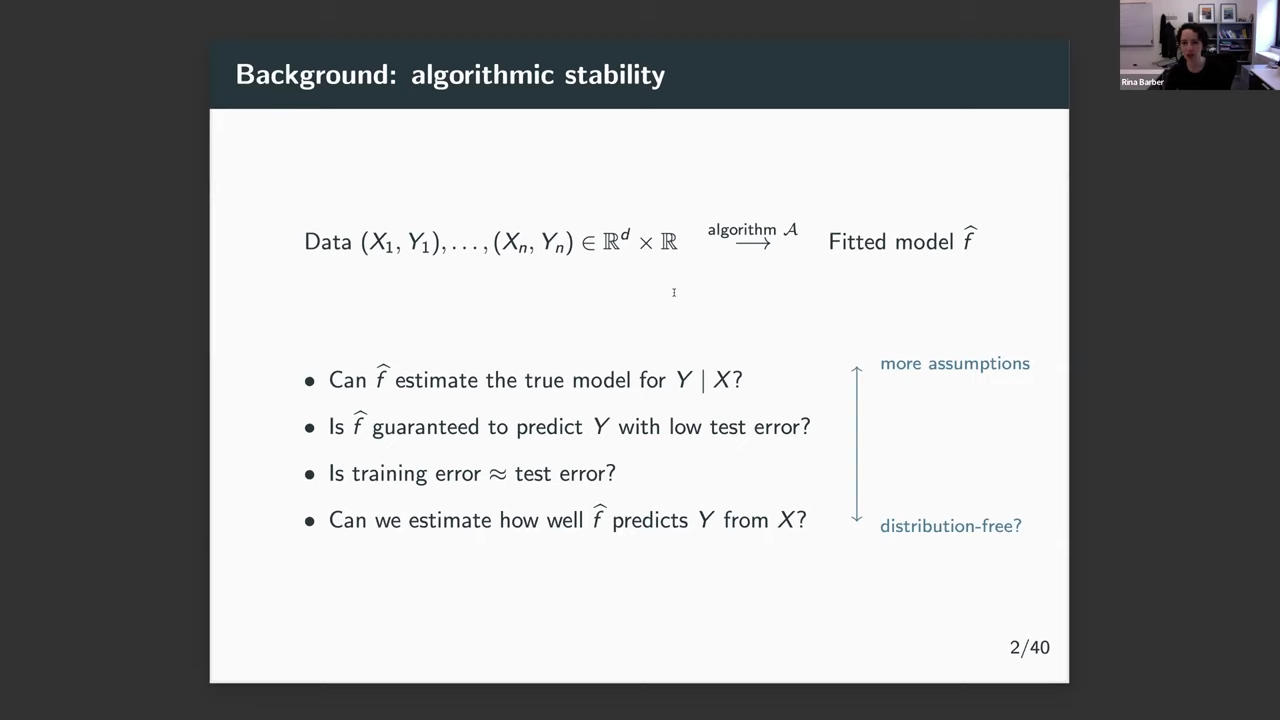 Background: algorithmic stability
Rina Barber
Data (X₁, Y₁), . . . , (Xₙ, Yₙ) ∈ ℝᵈ × ℝ algorithm 𝒜 ⟶ Fitted model f̂
• Can f̂ estimate the true model for Y | X?
• Is f̂ guaranteed to predict Y with low test error?
• Is training error ≈ test error?
• Can we estimate how well f̂ predicts Y from X?
more assumptions
distribution-free?
2/40